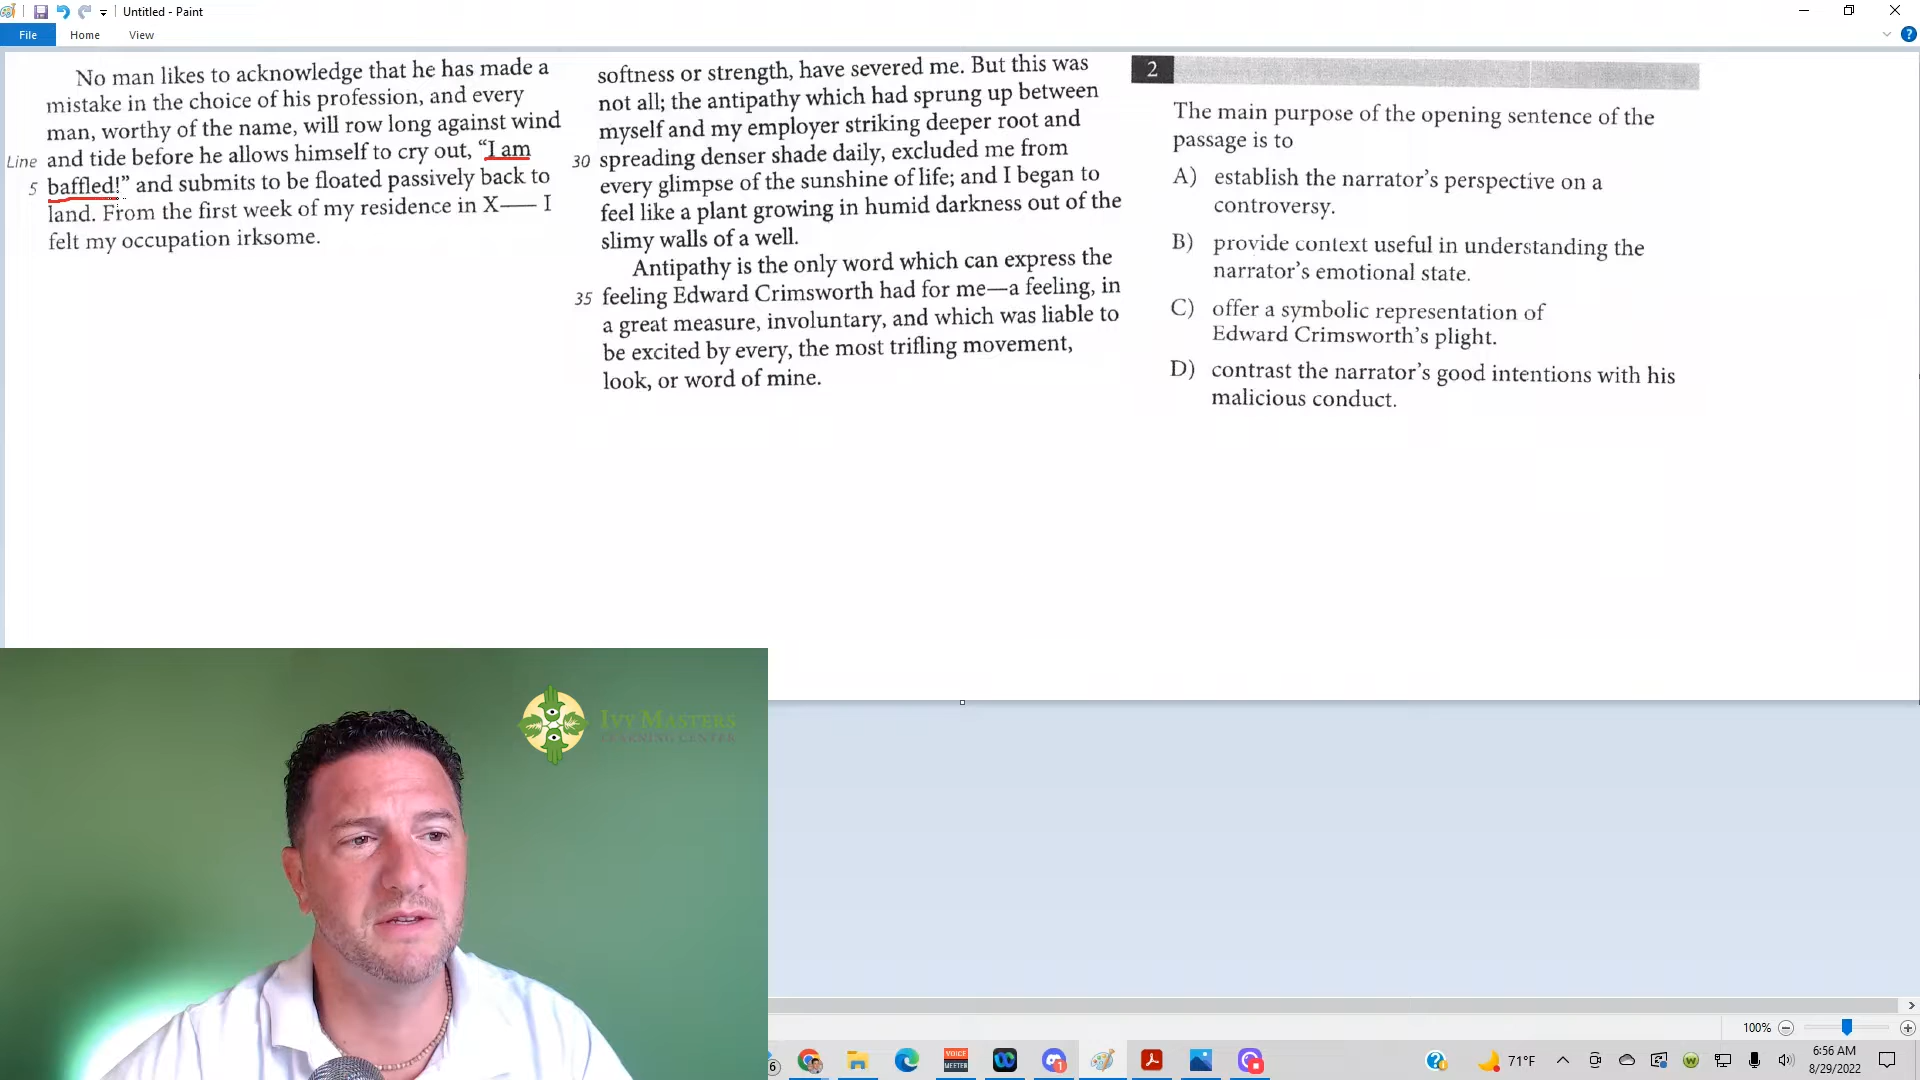 Untitled - Paint
File
Home
View
No man likes to acknowledge that he has made a
mistake in the choice of his profession, and every
man, worthy of the name, will row long against wind
Line and tide before he allows himself to cry out, “I am
5 baffled!” and submits to be floated passively back to
land. From the first week of my residence in X—— I
felt my occupation irksome.
softness or strength, have severed me. But this was
not all; the antipathy which had sprung up between
myself and my employer striking deeper root and
30 spreading denser shade daily, excluded me from
every glimpse of the sunshine of life; and I began to
feel like a plant growing in humid darkness out of the
slimy walls of a well.
Antipathy is the only word which can express the
35 feeling Edward Crimsworth had for me—a feeling, in
a great measure, involuntary, and which was liable to
be excited by every, the most trifling movement,
look, or word of mine.
2
The main purpose of the opening sentence of the
passage is to
A) establish the narrator’s perspective on a
controversy.
B) provide context useful in understanding the
narrator’s emotional state.
C) offer a symbolic representation of
Edward Crimsworth’s plight.
D) contrast the narrator’s good intentions with his
malicious conduct.
IVY MASTERS
LEARNING CENTER
100%
VOICE
MEETER
71°F
6:56 AM
8/29/2022